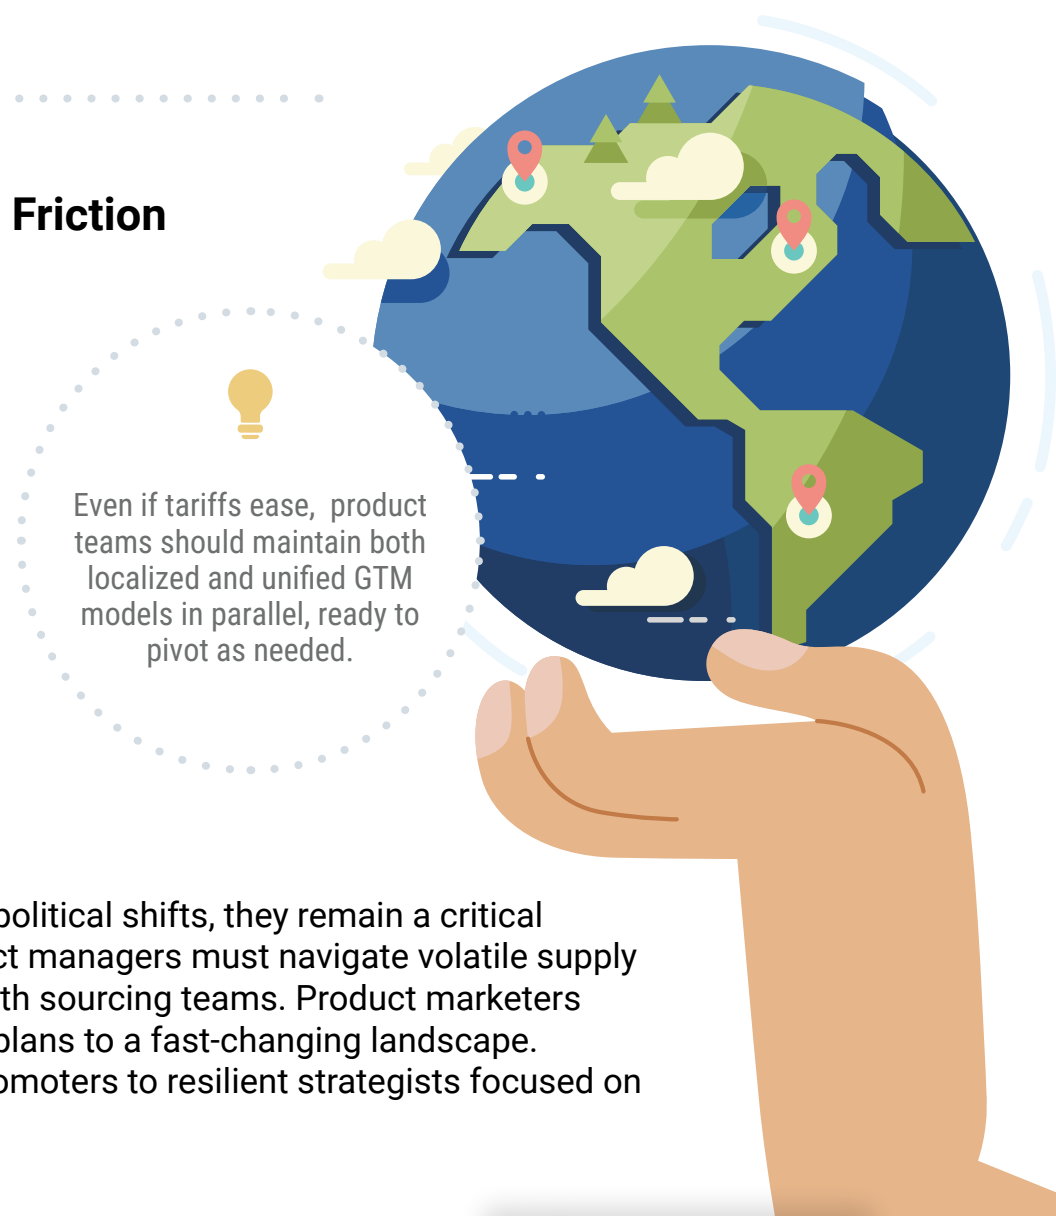 Friction
Even if tariffs ease,  product
teams should maintain both
localized and unified GTM
models in parallel, ready to
pivot as needed.
political shifts, they remain a critical
ct managers must navigate volatile supply
th sourcing teams. Product marketers
plans to a fast-changing landscape.
omoters to resilient strategists focused on